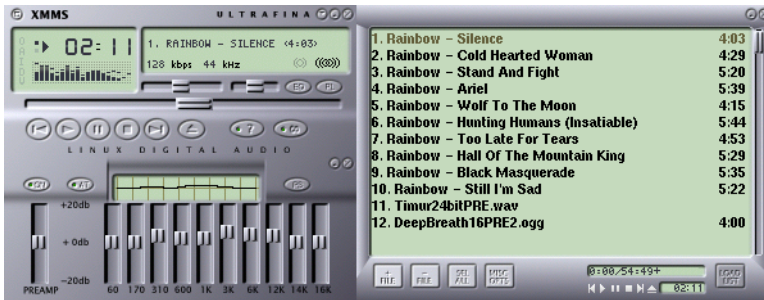 XMMS
ULTRAFINA
O
A
I
D
V
02:11
1. RAINBOW - SILENCE <4:03>
128 kbps 44 kHz
EQ
PL
LINUX DIGITAL AUDIO
AT
PS
+20db
+ 0db
-20db
PREAMP 60 170 310 600 1K 3K 6K 12K 14K 16K
1. Rainbow - Silence 4:03
2. Rainbow - Cold Hearted Woman 4:29
3. Rainbow - Stand And Fight 5:20
4. Rainbow - Ariel 5:39
5. Rainbow - Wolf To The Moon 4:15
6. Rainbow - Hunting Humans (Insatiable) 5:44
7. Rainbow - Too Late For Tears 4:53
8. Rainbow - Hall Of The Mountain King 5:29
9. Rainbow - Black Masquerade 5:35
10. Rainbow - Still I'm Sad 5:22
11. Timur24bitPRE.wav
12. DeepBreath16PRE2.ogg 4:00
+ FILE
- FILE
SEL ALL
MISC OPTS
0:00/54:49+
02:11
LOAD LIST